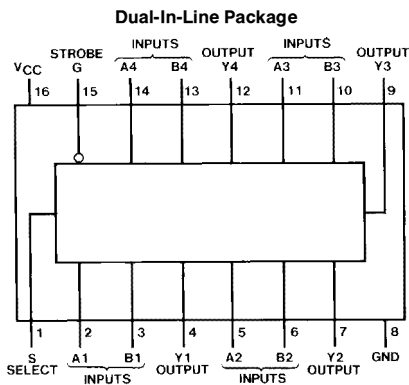 Dual-In-Line Package
STROBE INPUTS OUTPUT INPUTS OUTPUT
VCC G A4 B4 Y4 A3 B3 Y3
16 15 14 13 12 11 10 9
1 2 3 4 5 6 7 8
S A1 B1 Y1 A2 B2 Y2 GND
SELECT INPUTS OUTPUT INPUTS OUTPUT